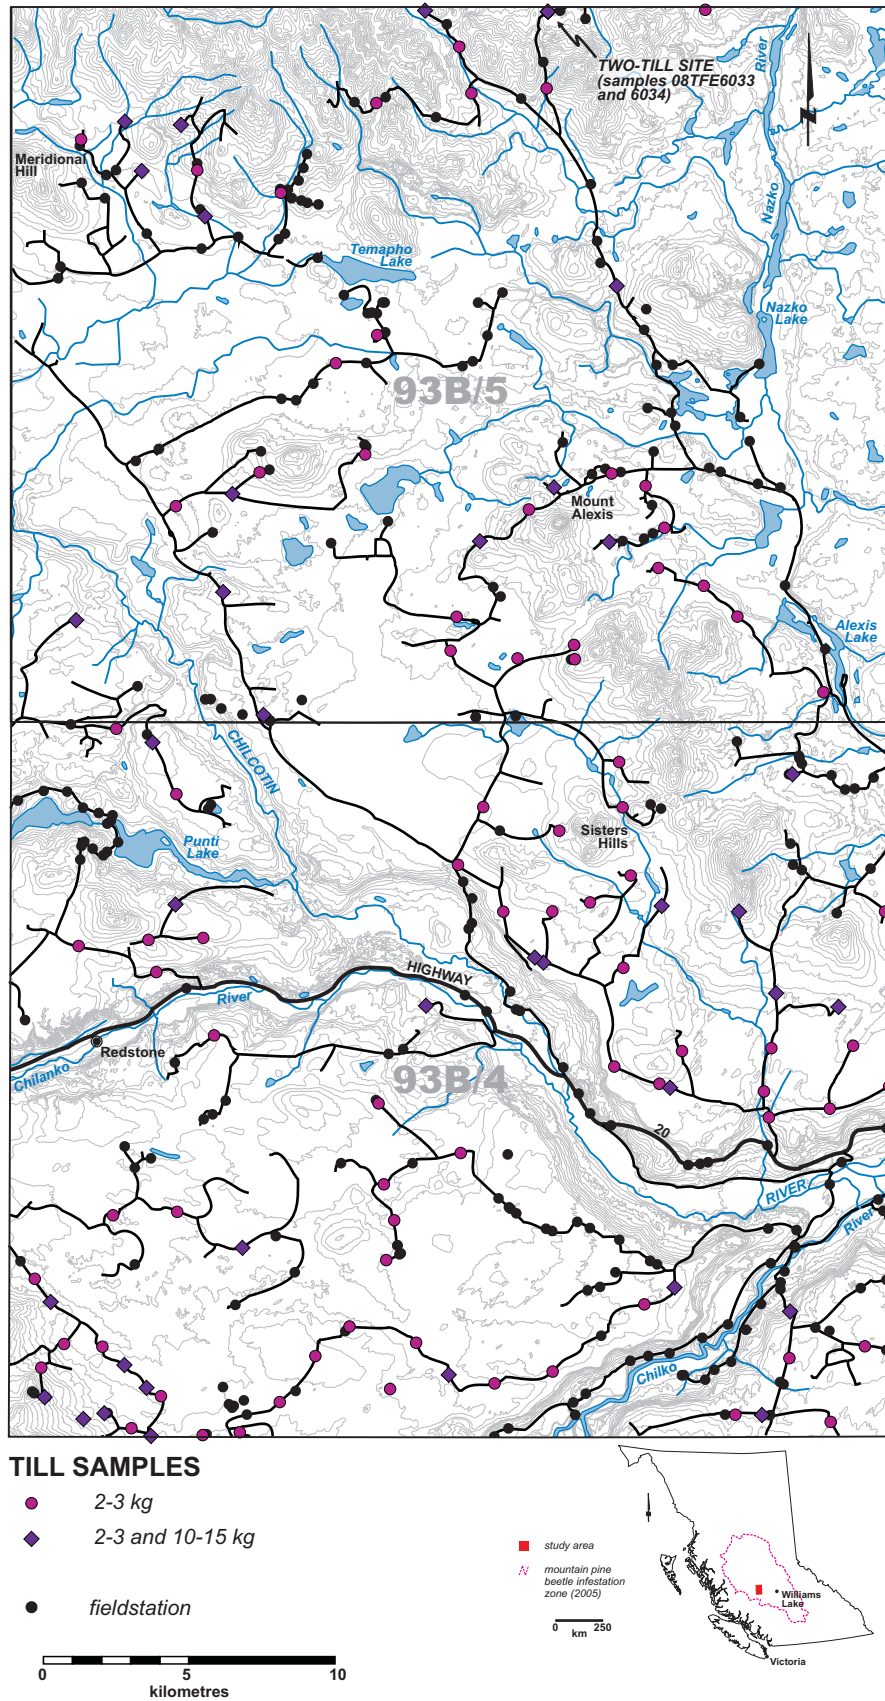 TWO-TILL SITE
(samples 08TFE6033
and 6034)
River
Nazko
N
Meridional
Hill
Temapho
Lake
Nazko
Lake
93B/5
Mount
Alexis
Alexis
Lake
CHILCOTIN
Punti
Lake
Sisters
Hills
HIGHWAY
River
Redstone
Chilanko
93B/4
20
RIVER
River
Chilko
TILL SAMPLES
2-3 kg
2-3 and 10-15 kg
fieldstation
0 5 10
kilometres
study area
mountain pine
beetle infestation
zone (2005)
0 250
km
Williams
Lake
Victoria